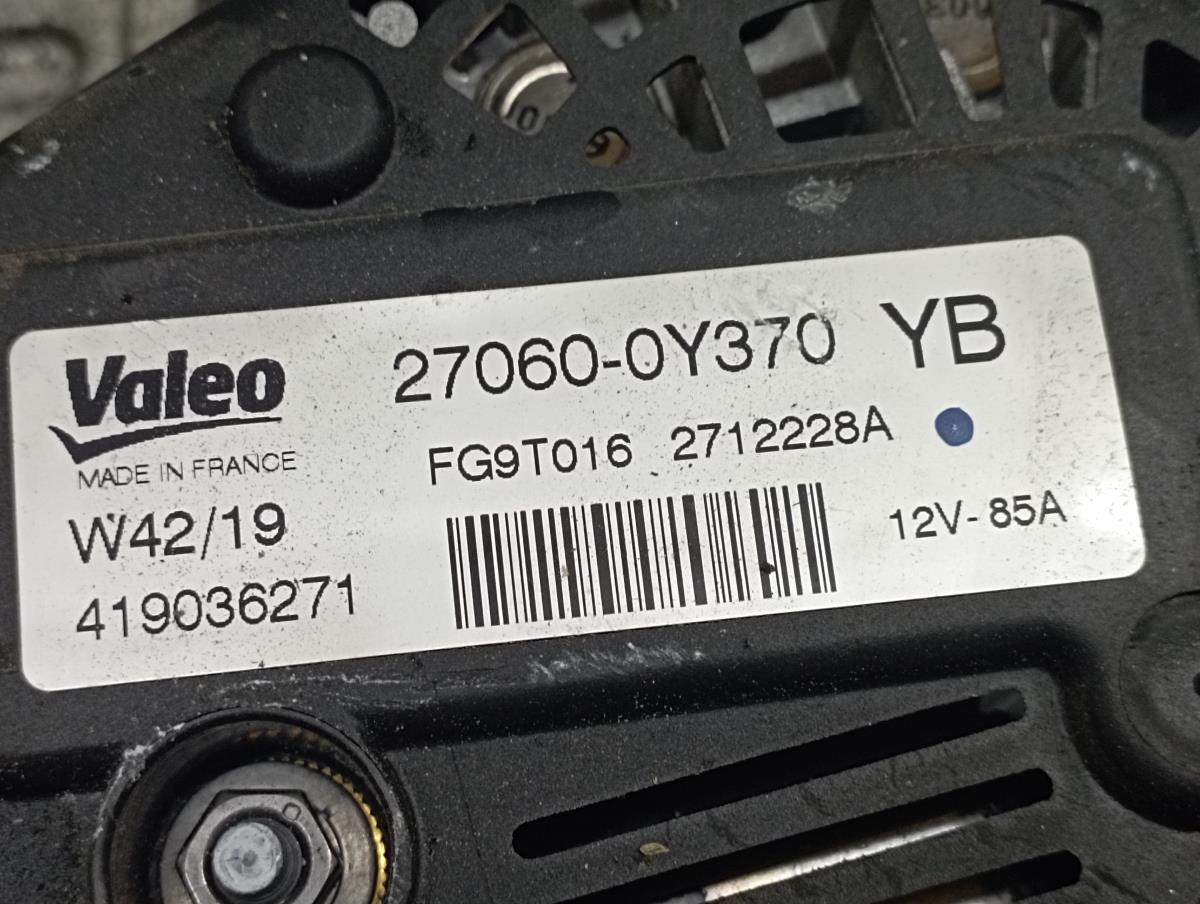 Valeo
MADE IN FRANCE
W42/19
419036271
27060-0Y370 YB
FG9T016 2712228A
12V-85A